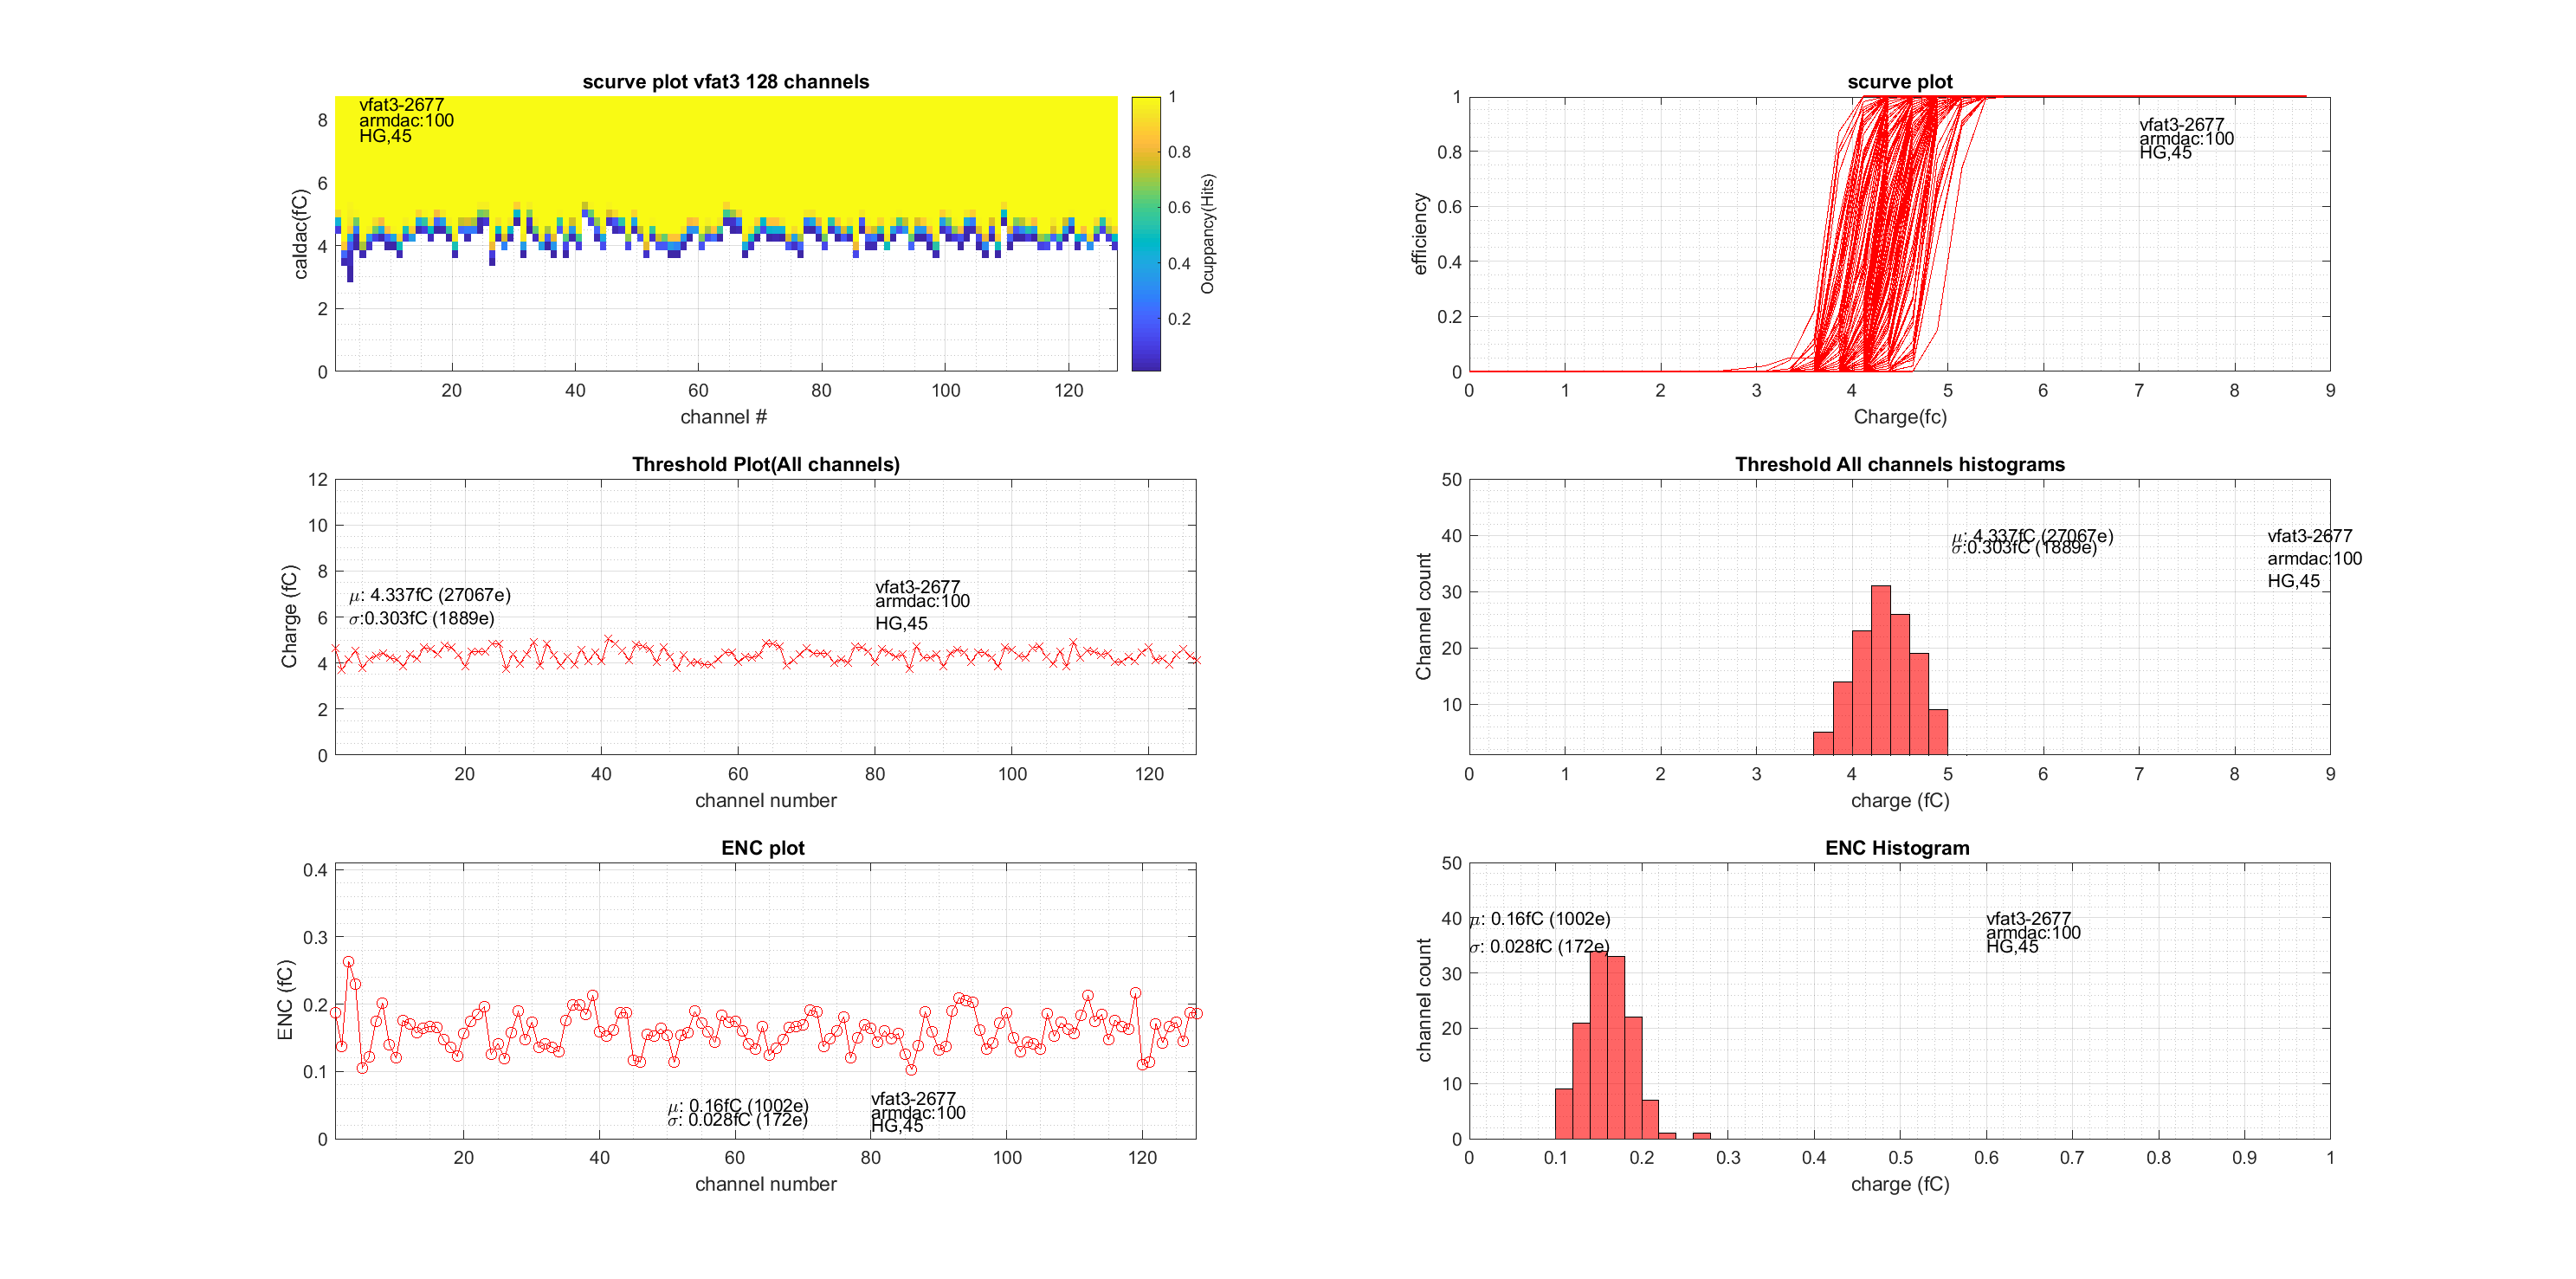 scurve plot vfat3 128 channels
vfat3-2677
armdac:100
HG,45
8
6
4
2
0
caldac(fC)
20
40
60
80
100
120
channel #
1
0.8
0.6
0.4
0.2
Ocuppancy(Hits)
scurve plot
vfat3-2677
armdac:100
HG,45
1
0.8
0.6
0.4
0.2
0
efficiency
0
1
2
3
4
5
6
7
8
9
Charge(fc)
Threshold Plot(All channels)
12
10
8
6
4
2
0
Charge (fC)
μ: 4.337fC (27067e)
σ:0.303fC (1889e)
vfat3-2677
armdac:100
HG,45
20
40
60
80
100
120
channel number
Threshold All channels histograms
50
40
30
20
10
Channel count
μ: 4.337fC (27067e)
σ:0.303fC (1889e)
vfat3-2677
armdac:100
HG,45
0
1
2
3
4
5
6
7
8
9
charge (fC)
ENC plot
0.4
0.3
0.2
0.1
0
ENC (fC)
μ: 0.16fC (1002e)
σ: 0.028fC (172e)
vfat3-2677
armdac:100
HG,45
20
40
60
80
100
120
channel number
ENC Histogram
50
40
30
20
10
0
channel count
μ: 0.16fC (1002e)
σ: 0.028fC (172e)
vfat3-2677
armdac:100
HG,45
0
0.1
0.2
0.3
0.4
0.5
0.6
0.7
0.8
0.9
1
charge (fC)